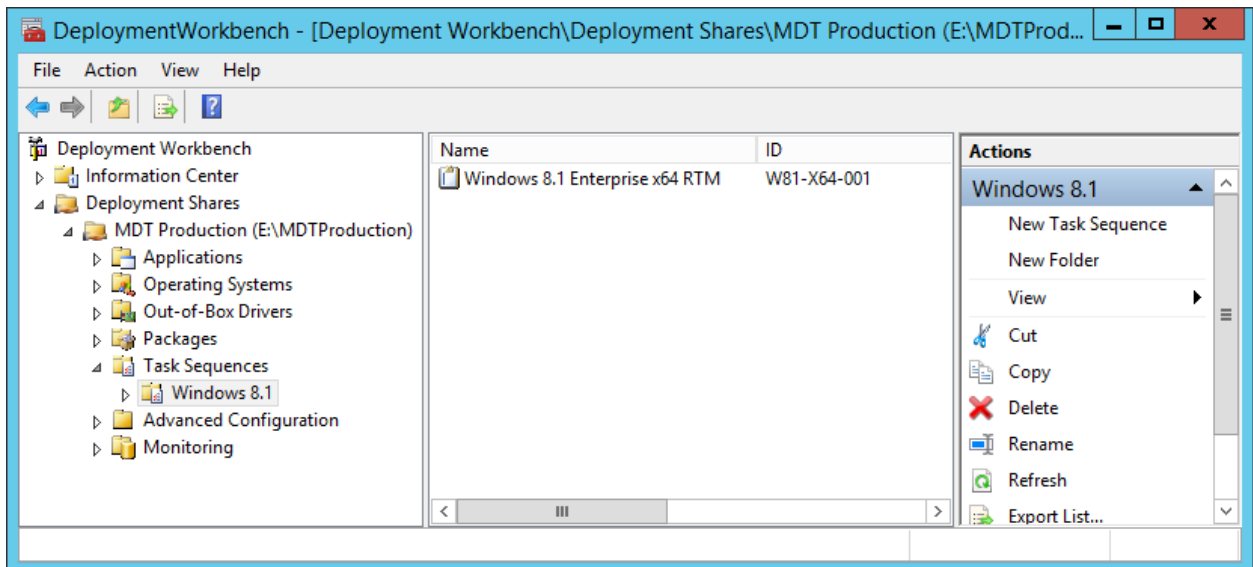 DeploymentWorkbench - [Deployment Workbench\Deployment Shares\MDT Production (E:\MDTProd...
File Action View Help
Deployment Workbench
Information Center
Deployment Shares
MDT Production (E:\MDTProduction)
Applications
Operating Systems
Out-of-Box Drivers
Packages
Task Sequences
Windows 8.1
Advanced Configuration
Monitoring
Name ID
Windows 8.1 Enterprise x64 RTM W81-X64-001
Actions
Windows 8.1
New Task Sequence
New Folder
View
Cut
Copy
Delete
Rename
Refresh
Export List...